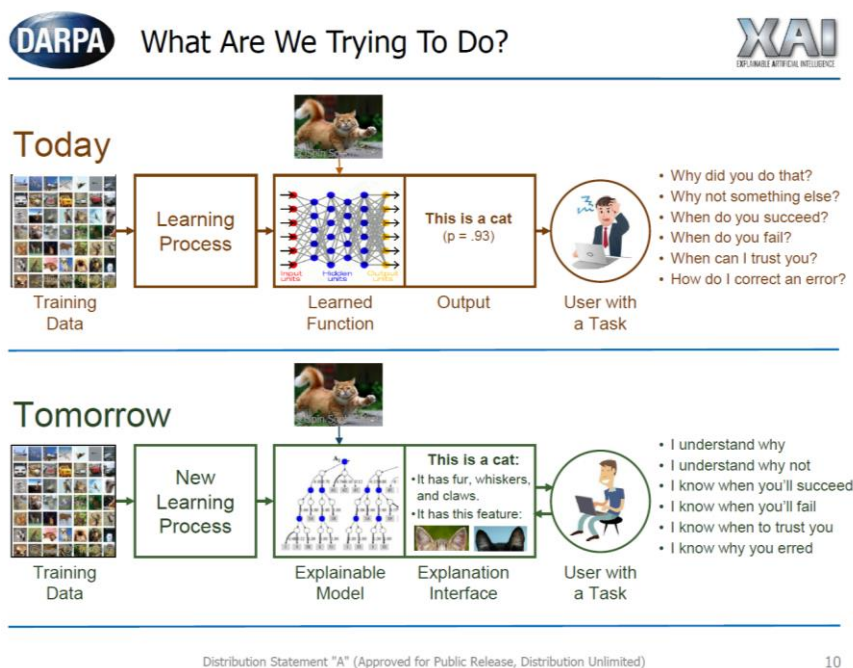 DARPA
What Are We Trying To Do?
XAI
EXPLAINABLE ARTIFICIAL INTELLIGENCE
Today
Learning
Process
Input
units
Hidden
units
Output
units
This is a cat
(p = .93)
• Why did you do that?
• Why not something else?
• When do you succeed?
• When do you fail?
• When can I trust you?
• How do I correct an error?
Training
Data
Learned
Function
Output
User with
a Task
Tomorrow
New
Learning
Process
This is a cat:
•It has fur, whiskers,
and claws.
•It has this feature:
• I understand why
• I understand why not
• I know when you'll succeed
• I know when you'll fail
• I know when to trust you
• I know why you erred
Training
Data
Explainable
Model
Explanation
Interface
User with
a Task
Distribution Statement "A" (Approved for Public Release, Distribution Unlimited)
10